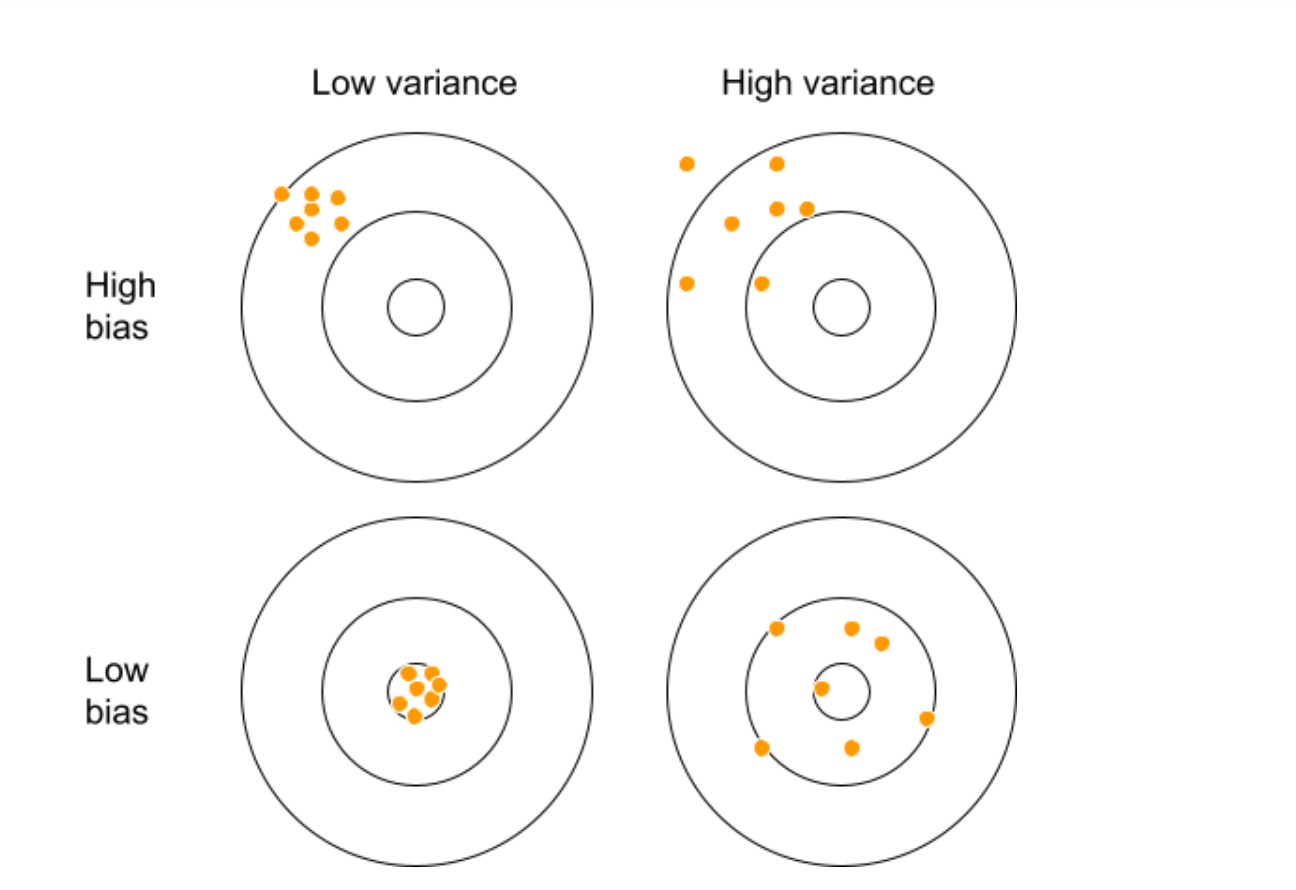 Low variance
High variance
High
bias
Low
bias